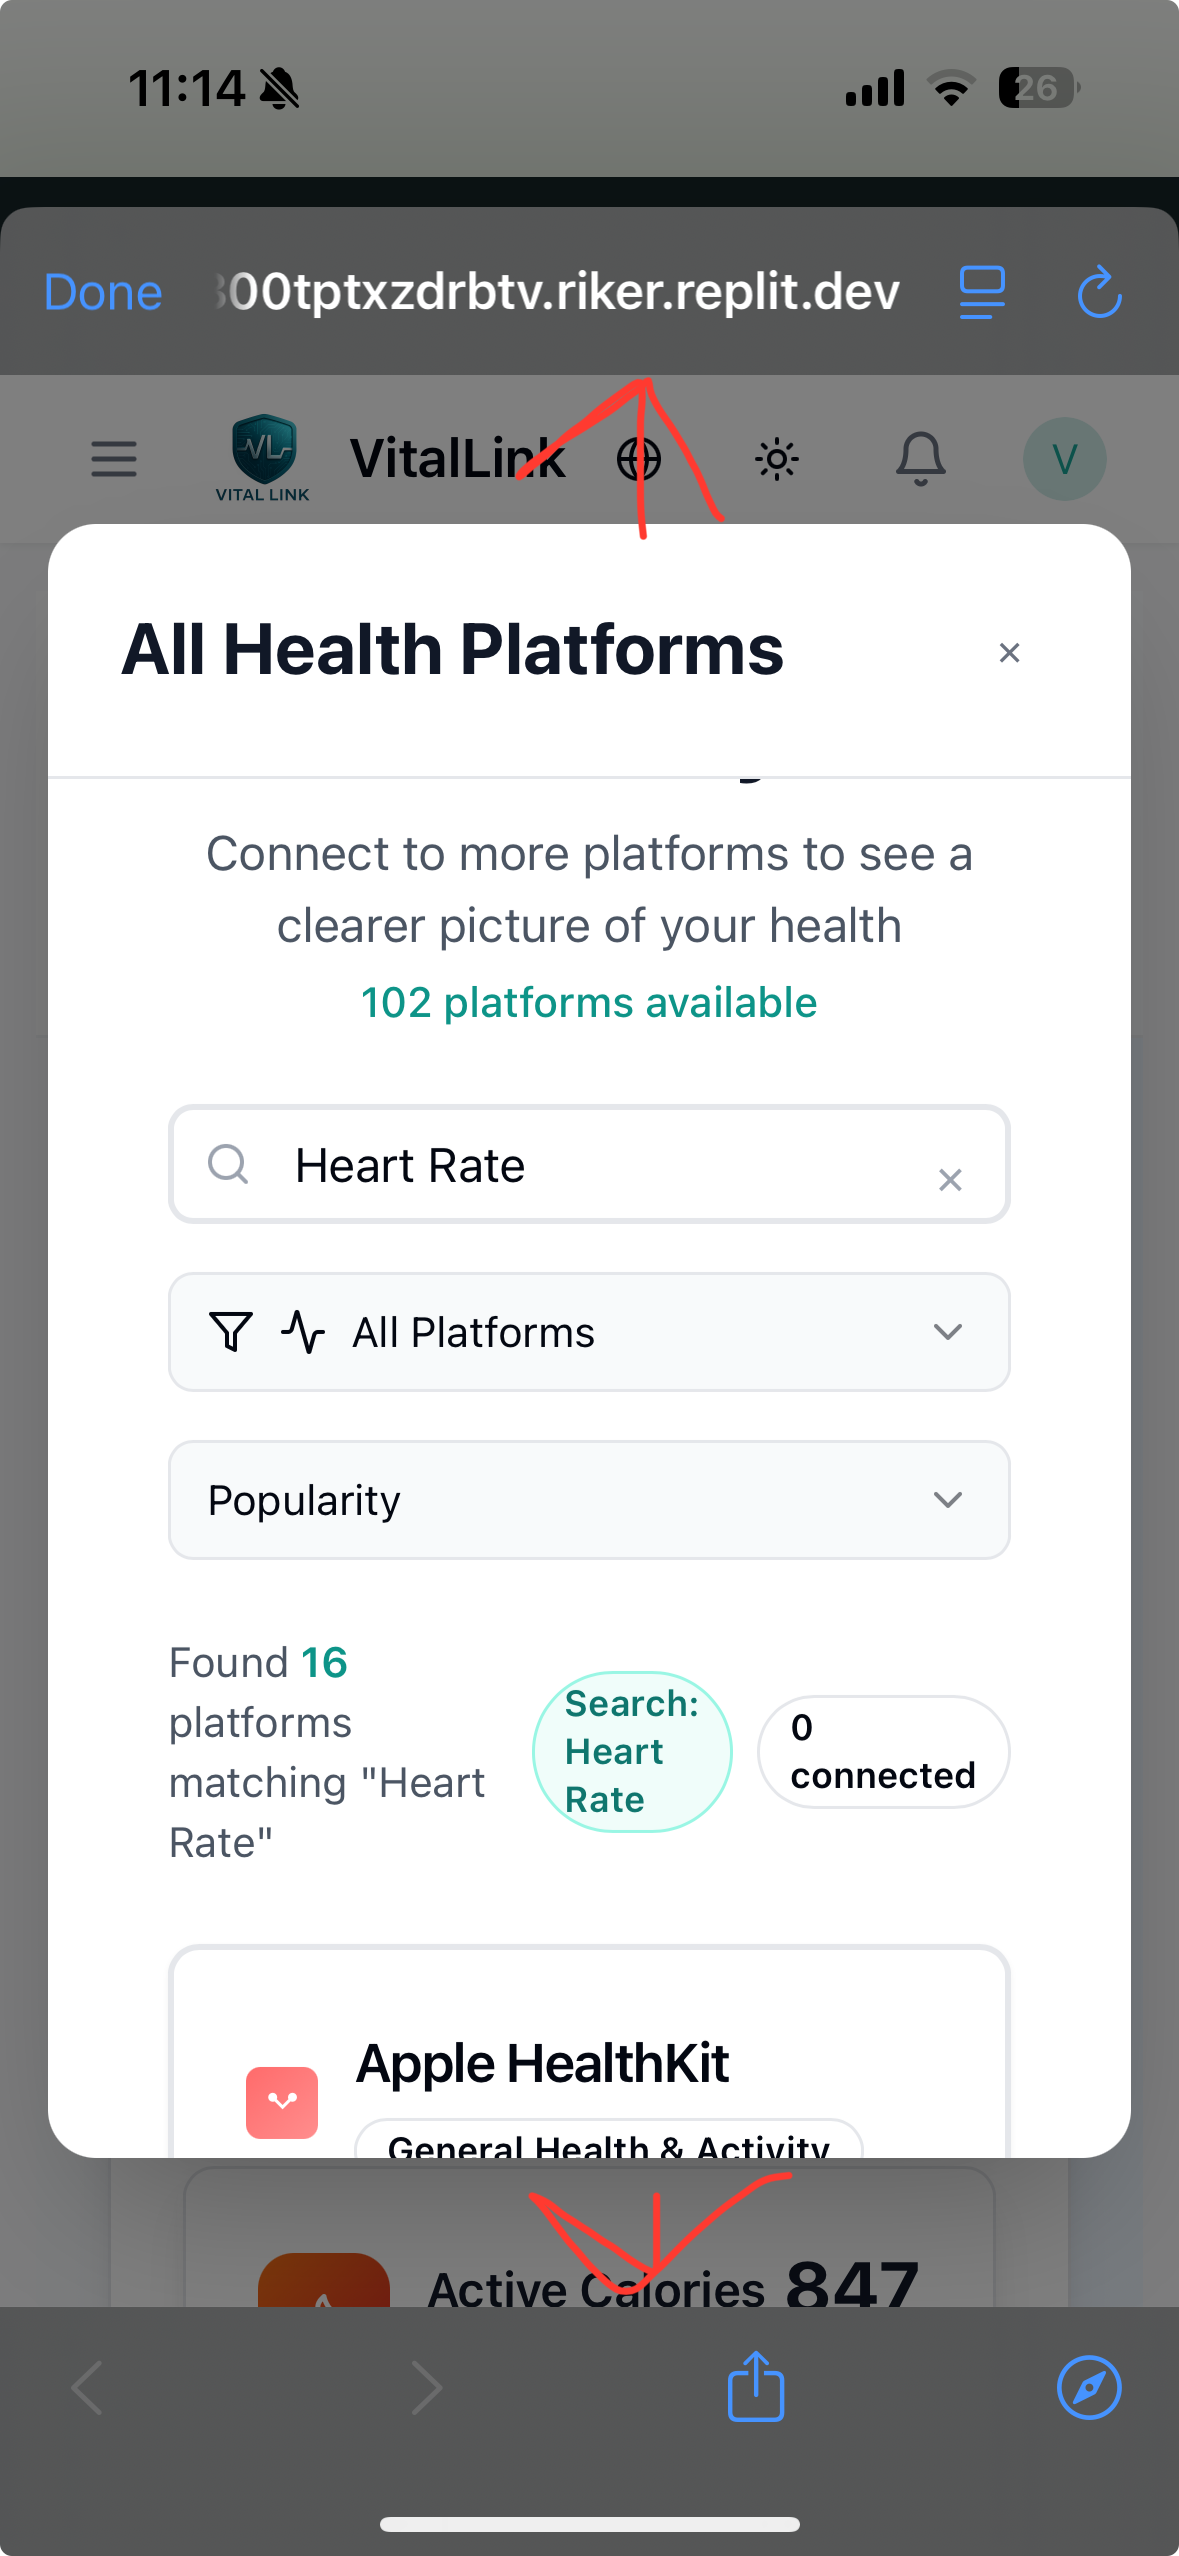 11:14
26
Done
300tptxzdrbtv.riker.replit.dev
VL
VITAL LINK
VitalLink
V
All Health Platforms
Connect to more platforms to see a
clearer picture of your health
102 platforms available
Heart Rate
All Platforms
Popularity
Found 16
platforms
matching "Heart
Rate"
Search:
Heart
Rate
0
connected
Apple HealthKit
General Health & Activity
Active Calories 847